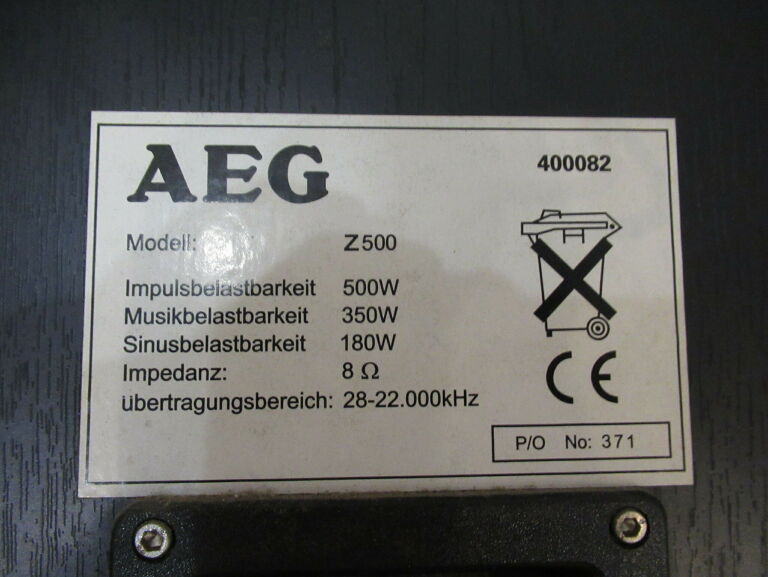 AEG
400082
Modell: Z500
Impulsbelastbarkeit 500W
Musikbelastbarkeit 350W
Sinusbelastbarkeit 180W
Impedanz: 8 Ω
übertragungsbereich: 28-22.000kHz
CE
P/O No: 371